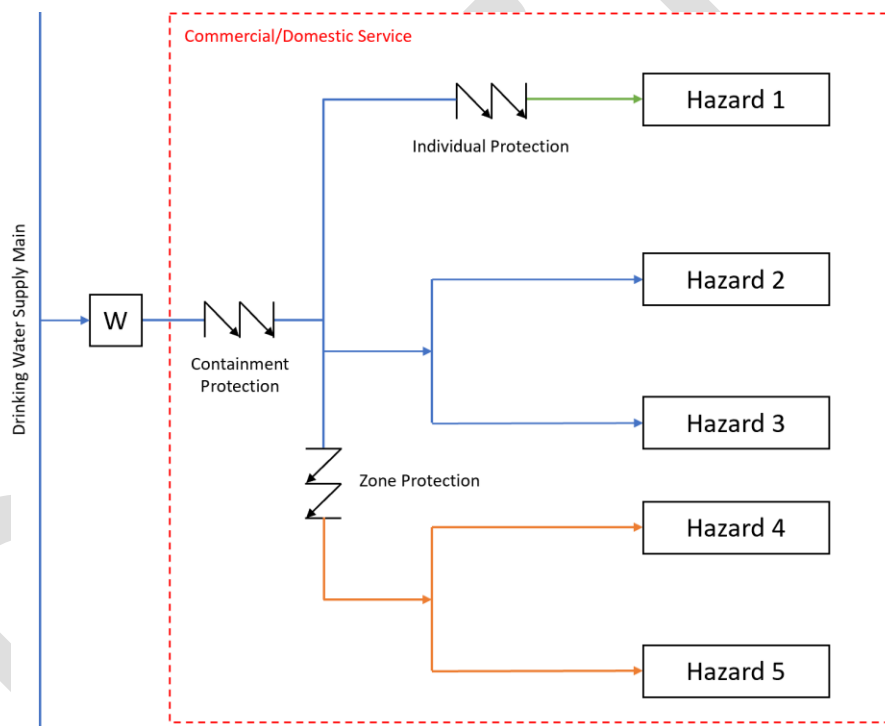 Commercial/Domestic Service
Hazard 1
Individual Protection
Drinking Water Supply Main
Hazard 2
W
Containment
Protection
Hazard 3
Zone Protection
Hazard 4
Hazard 5